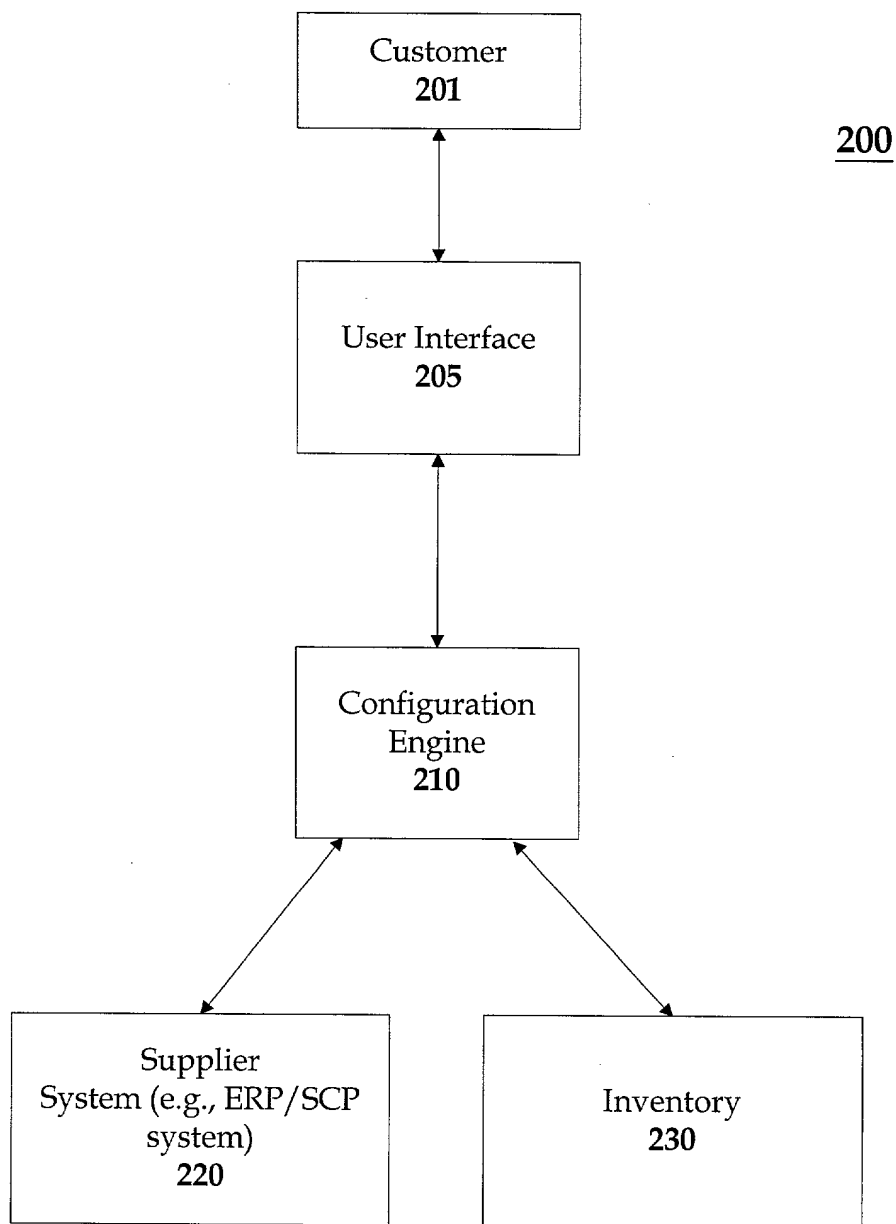 Customer
201
200
User Interface
205
Configuration
Engine
210
Supplier
System (e.g., ERP/SCP
system)
220
Inventory
230